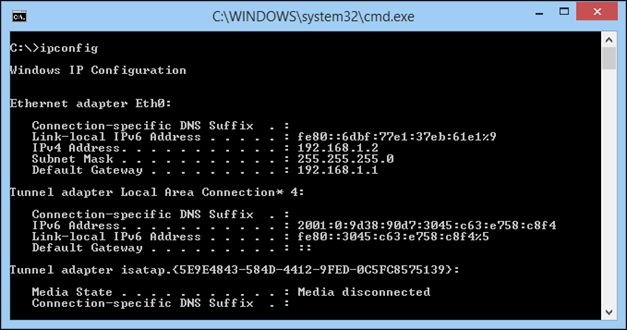 C:\WINDOWS\system32\cmd.exe
C:\.
C:\>ipconfig
Windows IP Configuration
Ethernet adapter Eth0:
Connection-specific DNS Suffix  . :
Link-local IPv6 Address . . . . . : fe80::6dbf:77e1:37eb:61e1%9
IPv4 Address. . . . . . . . . . . : 192.168.1.2
Subnet Mask . . . . . . . . . . . : 255.255.255.0
Default Gateway . . . . . . . . . : 192.168.1.1
Tunnel adapter Local Area Connection* 4:
Connection-specific DNS Suffix  . :
IPv6 Address. . . . . . . . . . . : 2001:0:9d38:90d7:3045:c63:e758:c8f4
Link-local IPv6 Address . . . . . : fe80::3045:c63:e758:c8f4%5
Default Gateway . . . . . . . . . : ::
Tunnel adapter isatap.{5E9E4843-584D-4412-9FED-0C5FC8575139}:
Media State . . . . . . . . . . . : Media disconnected
Connection-specific DNS Suffix  . :